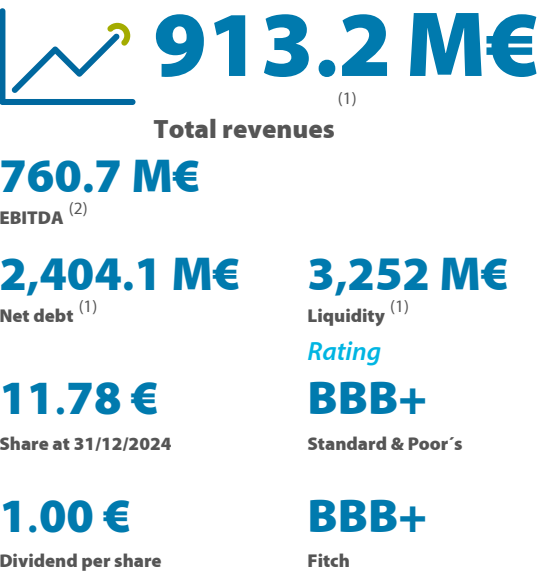 913.2 M€
(1)
Total revenues
760.7 M€
EBITDA (2)
2,404.1 M€
Net debt (1)
3,252 M€
Liquidity (1)
Rating
11.78 €
Share at 31/12/2024
BBB+
Standard & Poor´s
1.00 €
Dividend per share
BBB+
Fitch